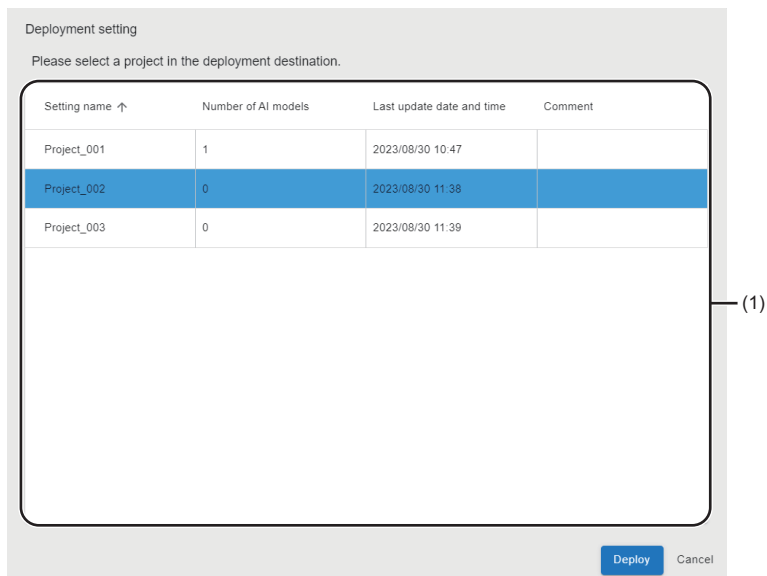 Deployment setting
Please select a project in the deployment destination.
Setting name ↑ Number of AI models Last update date and time Comment
Project_001 1 2023/08/30 10:47
Project_002 0 2023/08/30 11:38
Project_003 0 2023/08/30 11:39
(1)
Deploy Cancel